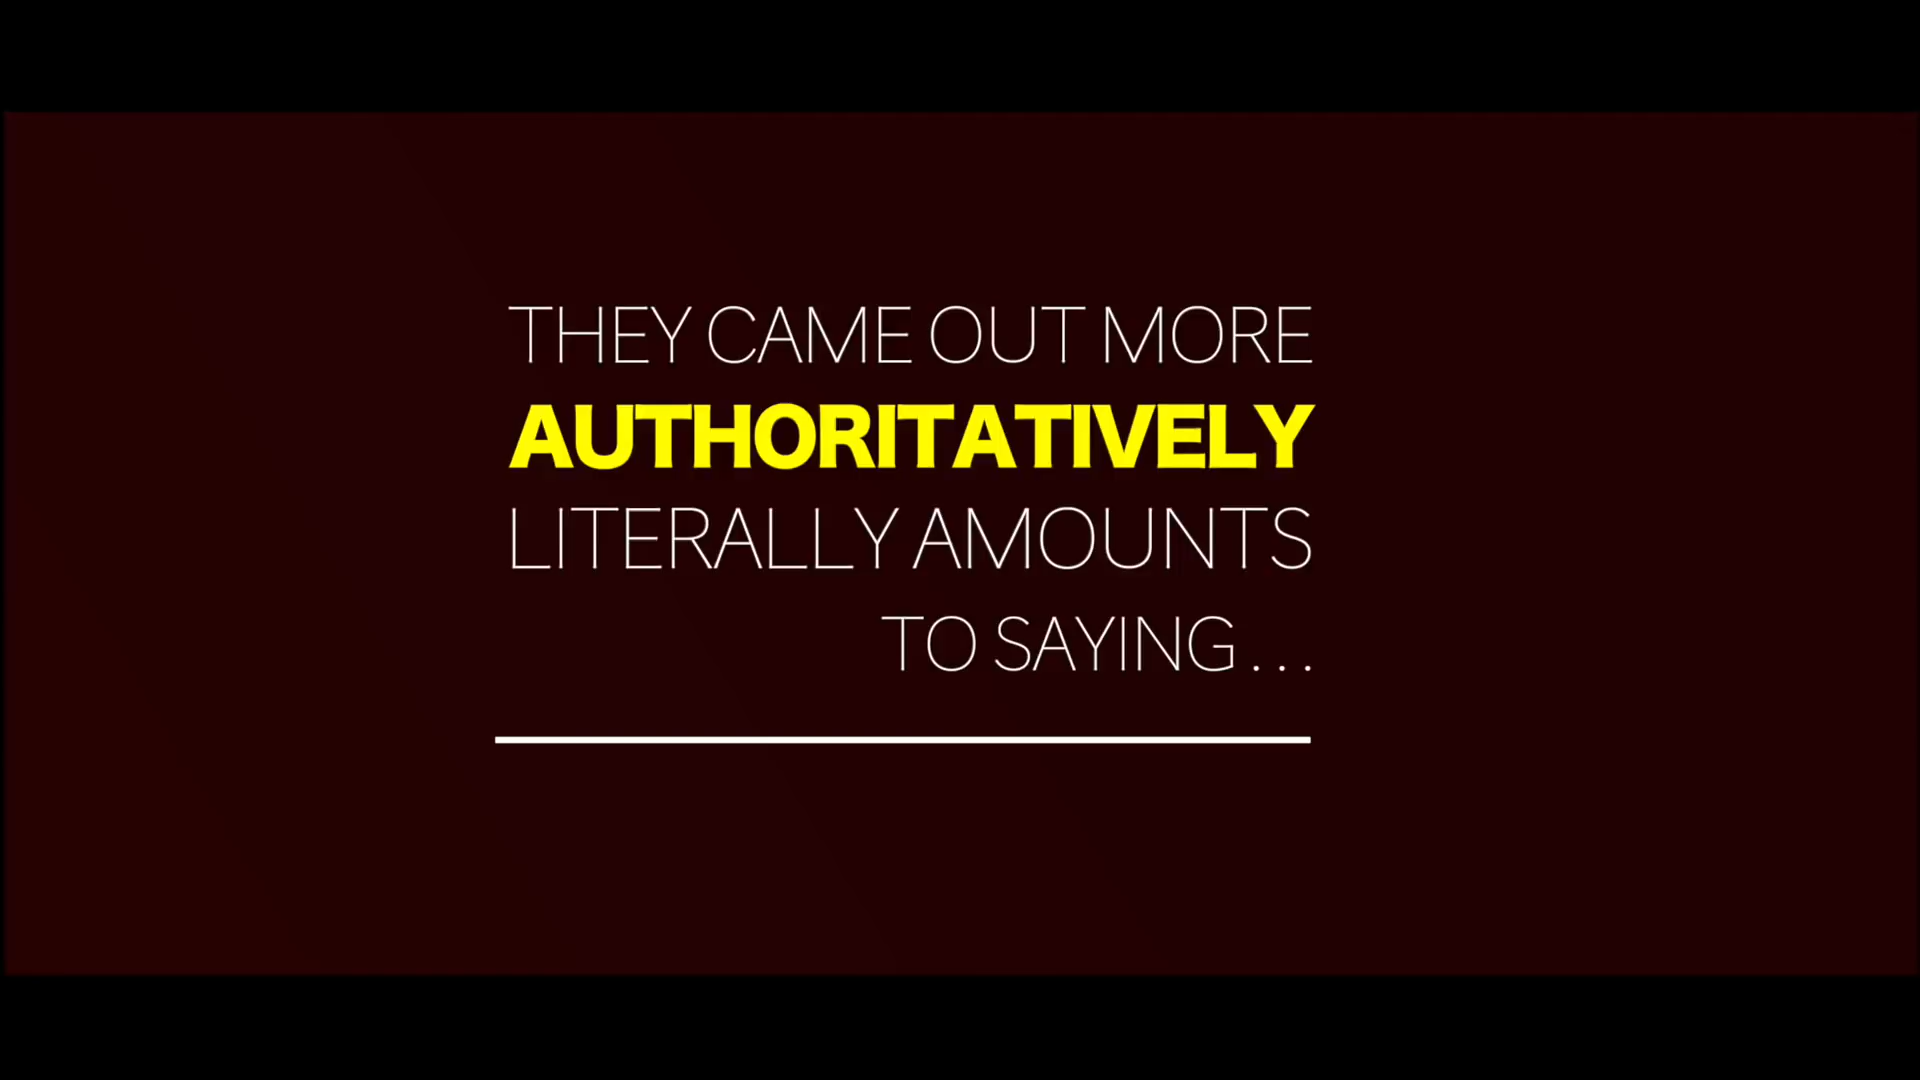 THEY CAME OUT MORE
AUTHORITATIVELY
LITERALLY AMOUNTS
TO SAYING...